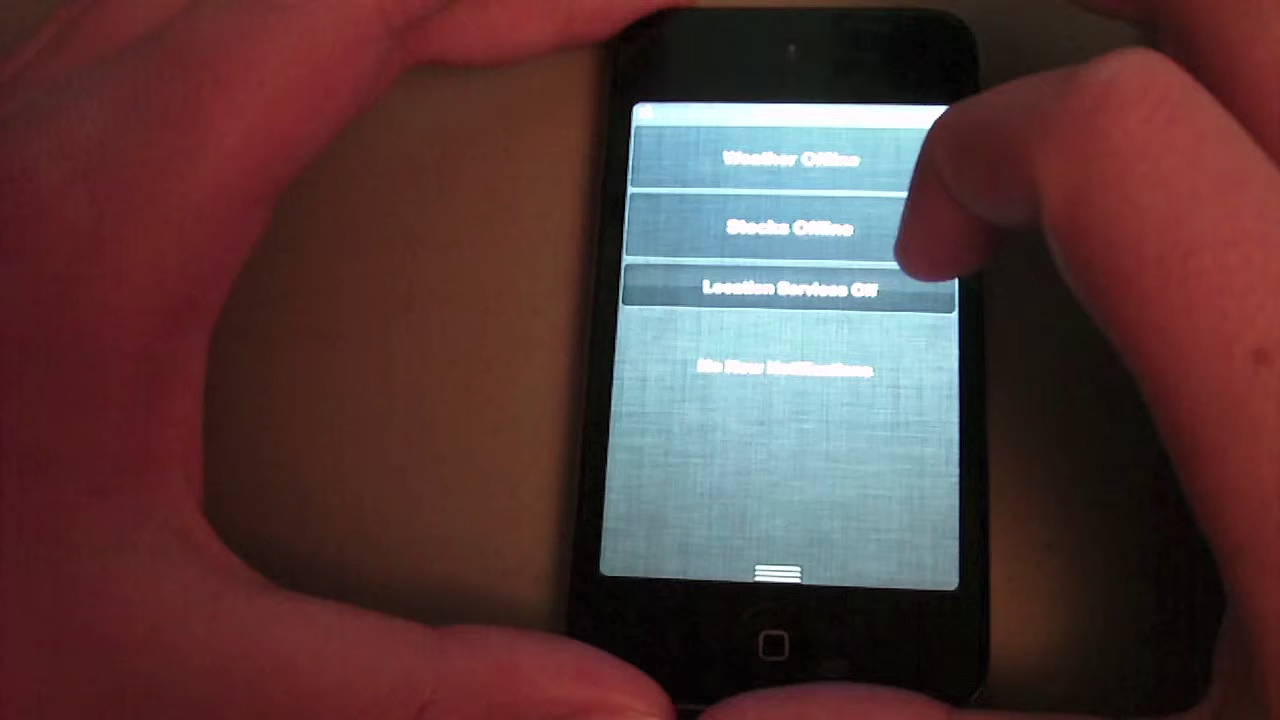 Weather Offline
Stocks Offline
Location Services Off
No New Notifications